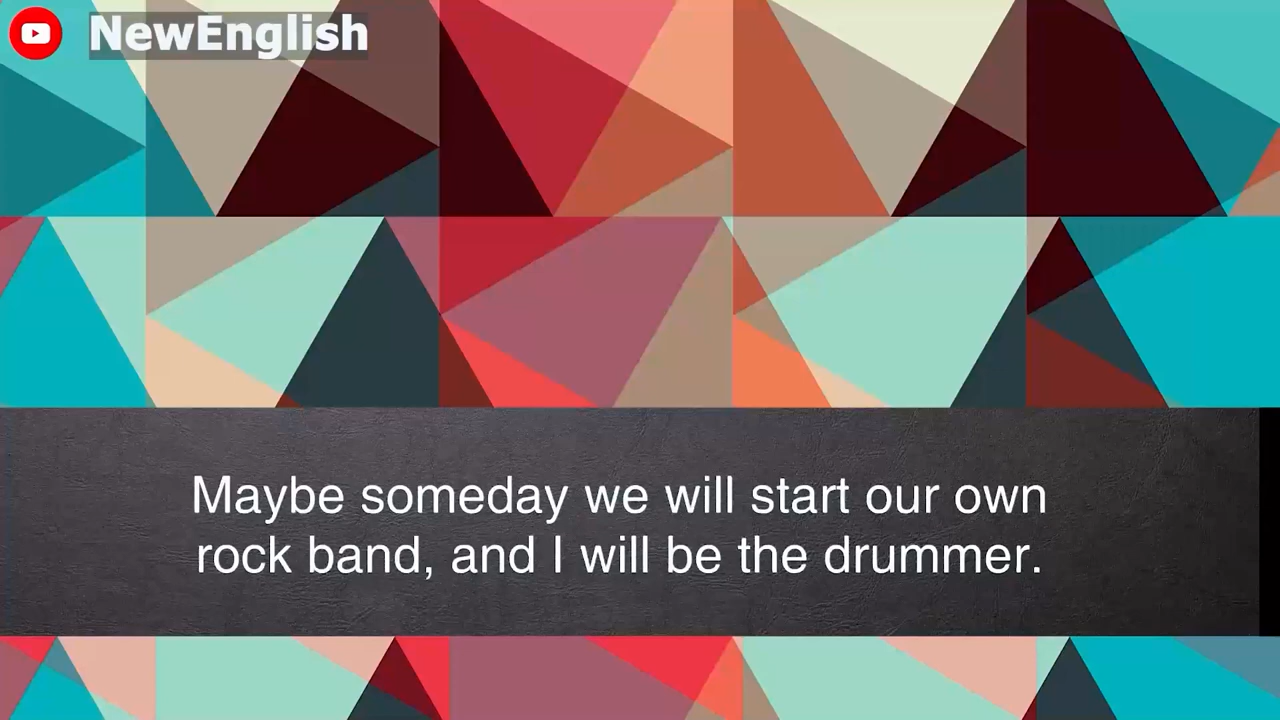 NewEnglish
Maybe someday we will start our own
rock band, and I will be the drummer.